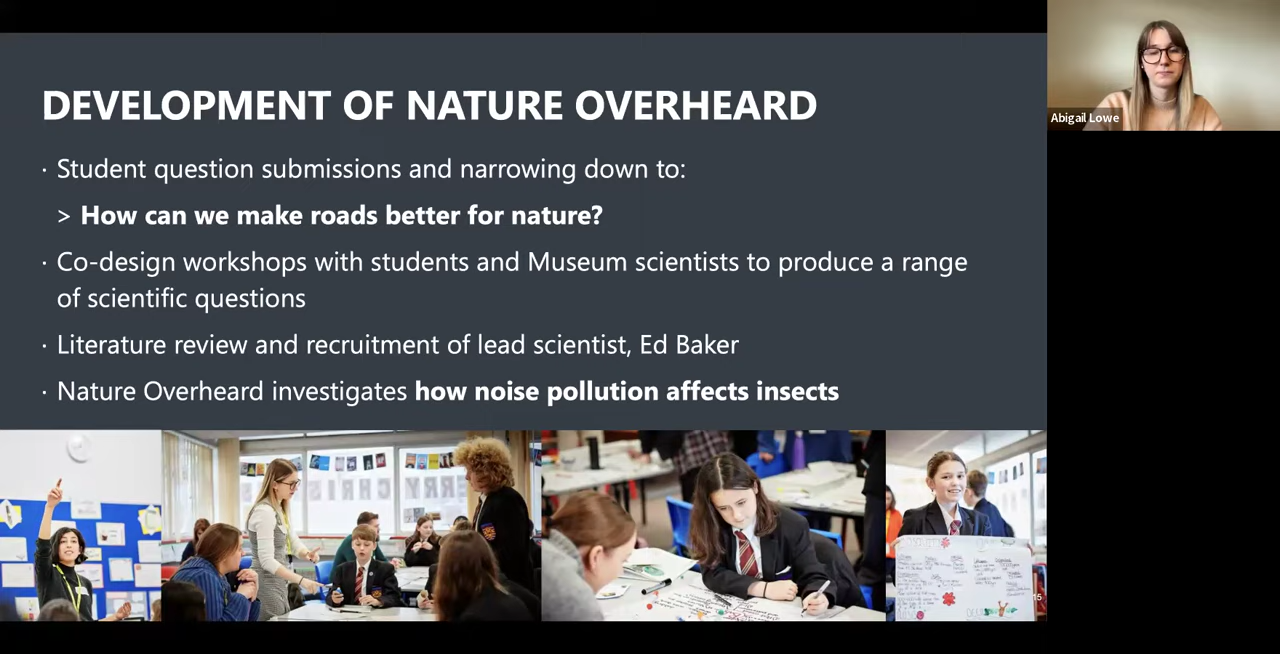 DEVELOPMENT OF NATURE OVERHEARD
· Student question submissions and narrowing down to:
> How can we make roads better for nature?
· Co-design workshops with students and Museum scientists to produce a range
of scientific questions
· Literature review and recruitment of lead scientist, Ed Baker
· Nature Overheard investigates how noise pollution affects insects
15
Abigail Lowe